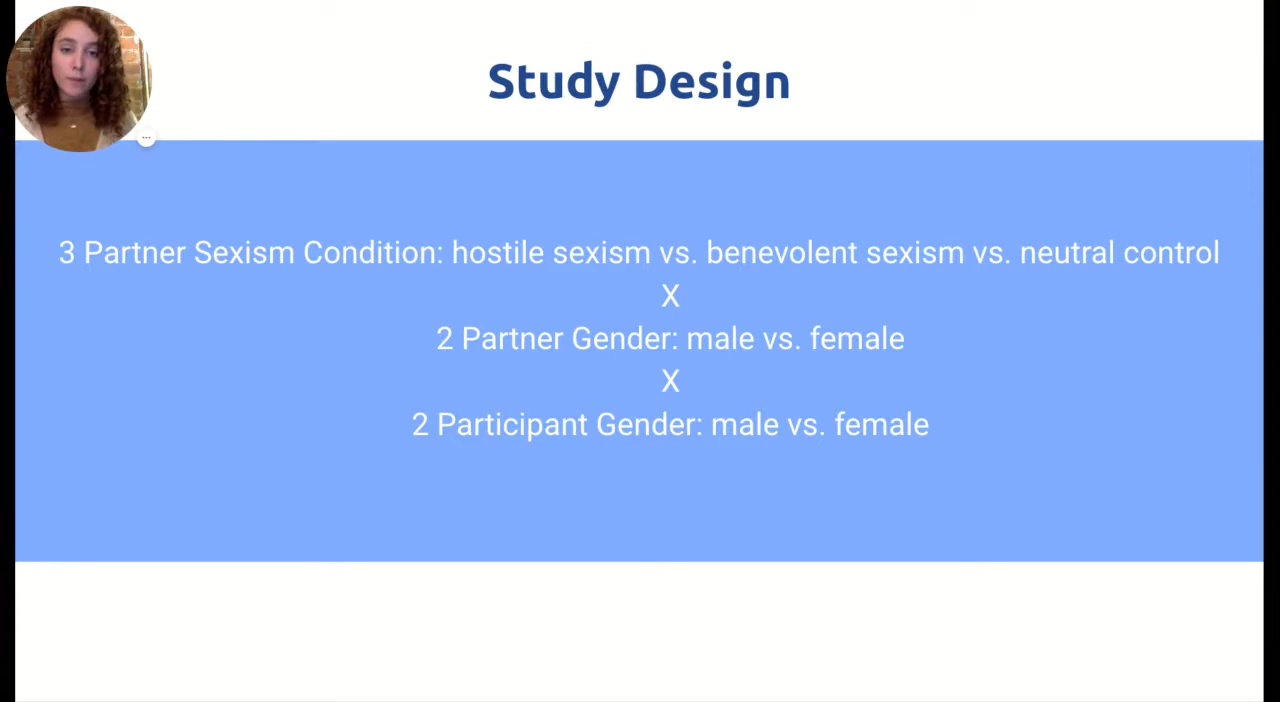 Study Design
3 Partner Sexism Condition: hostile sexism vs. benevolent sexism vs. neutral control
X
2 Partner Gender: male vs. female
X
2 Participant Gender: male vs. female